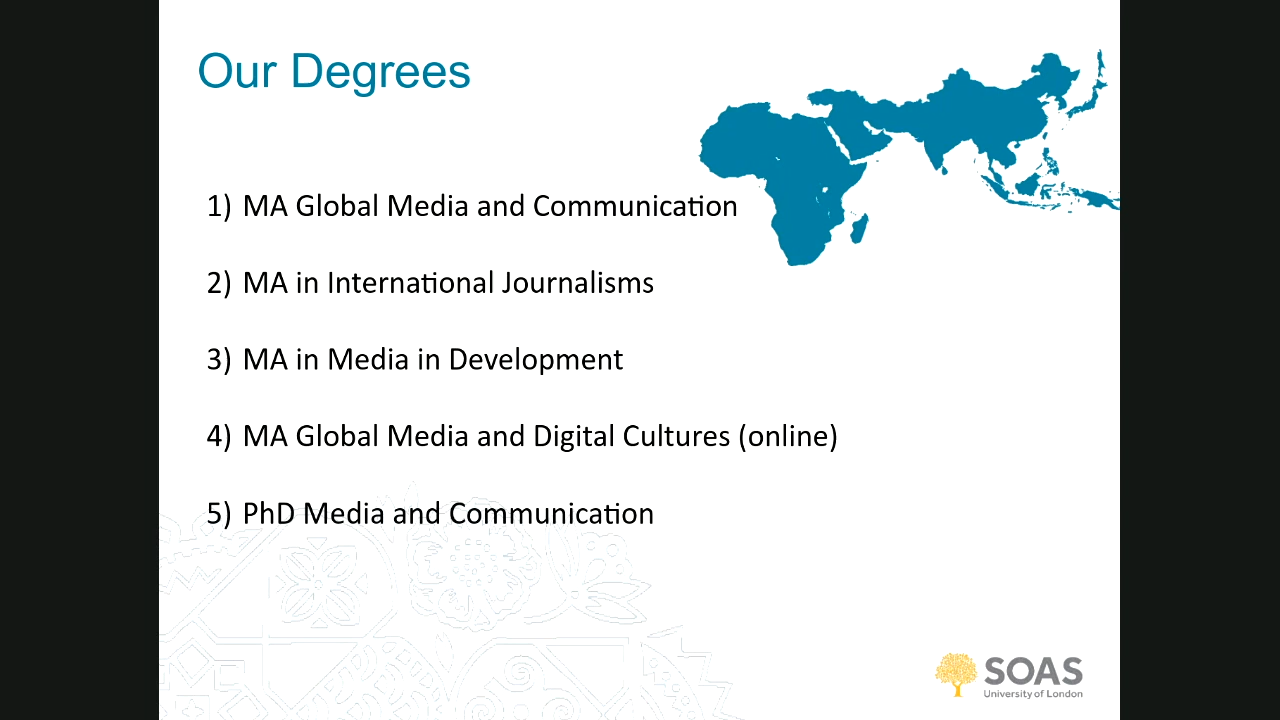 Our Degrees
1) MA Global Media and Communication
2) MA in International Journalisms
3) MA in Media in Development
4) MA Global Media and Digital Cultures (online)
5) PhD Media and Communication
SOAS
University of London